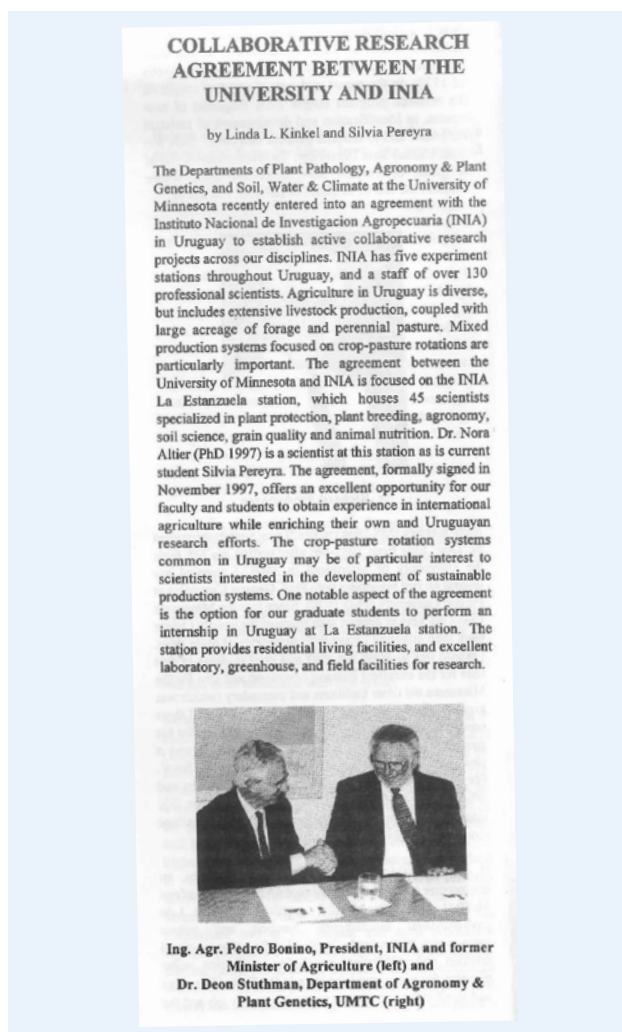 COLLABORATIVE RESEARCH
AGREEMENT BETWEEN THE
UNIVERSITY AND INIA
by Linda L. Kinkel and Silvia Pereyra
The Departments of Plant Pathology, Agronomy & Plant
Genetics, and Soil, Water & Climate at the University of
Minnesota recently entered into an agreement with the
Instituto Nacional de Investigacion Agropecuaria (INIA)
in Uruguay to establish active collaborative research
projects across our disciplines. INIA has five experiment
stations throughout Uruguay, and a staff of over 130
professional scientists. Agriculture in Uruguay is diverse,
but includes extensive livestock production, coupled with
large acreage of forage and perennial pasture. Mixed
production systems focused on crop-pasture rotations are
particularly important. The agreement between the
University of Minnesota and INIA is focused on the INIA
La Estanzuela station, which houses 45 scientists
specialized in plant protection, plant breeding, agronomy,
soil science, grain quality and animal nutrition. Dr. Nora
Altier (PhD 1997) is a scientist at this station as is current
student Silvia Pereyra. The agreement, formally signed in
November 1997, offers an excellent opportunity for our
faculty and students to obtain experience in international
agriculture while enriching their own and Uruguayan
research efforts. The crop-pasture rotation systems
common in Uruguay may be of particular interest to
scientists interested in the development of sustainable
production systems. One notable aspect of the agreement
is the option for our graduate students to perform an
internship in Uruguay at La Estanzuela station. The
station provides residential living facilities, and excellent
laboratory, greenhouse, and field facilities for research.
Ing. Agr. Pedro Bonino, President, INIA and former
Minister of Agriculture (left) and
Dr. Deon Stuthman, Department of Agronomy &
Plant Genetics, UMTC (right)